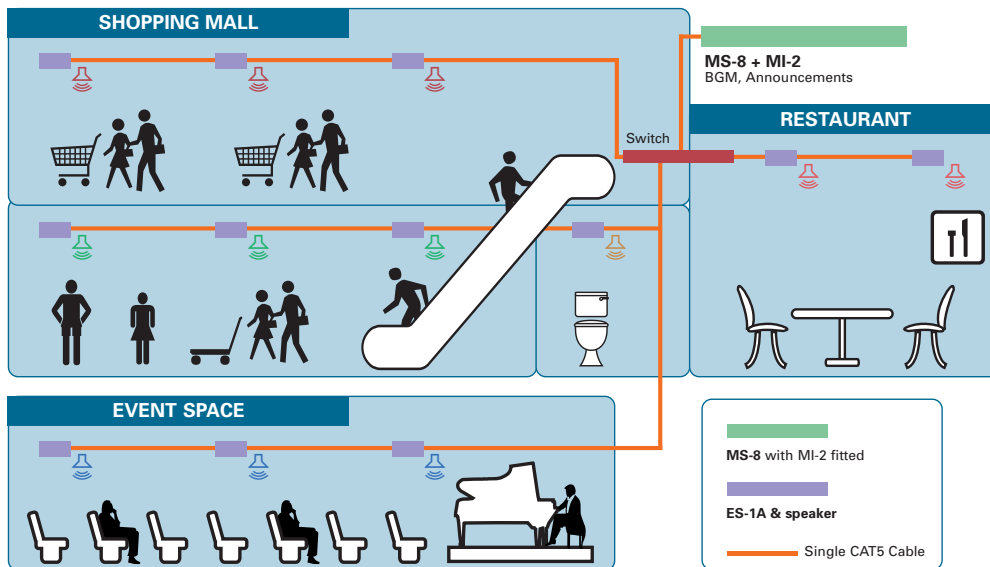 SHOPPING MALL
MS-8 + MI-2
BGM, Announcements
RESTAURANT
Switch
EVENT SPACE
MS-8 with MI-2 fitted
ES-1A & speaker
Single CAT5 Cable